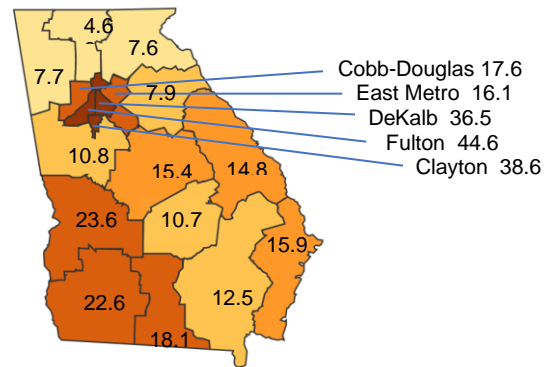 4.6
7.6
7.7
7.9
Cobb-Douglas 17.6
East Metro 16.1
DeKalb 36.5
Fulton 44.6
Clayton 38.6
10.8
15.4
14.8
23.6
10.7
15.9
22.6
12.5
18.1